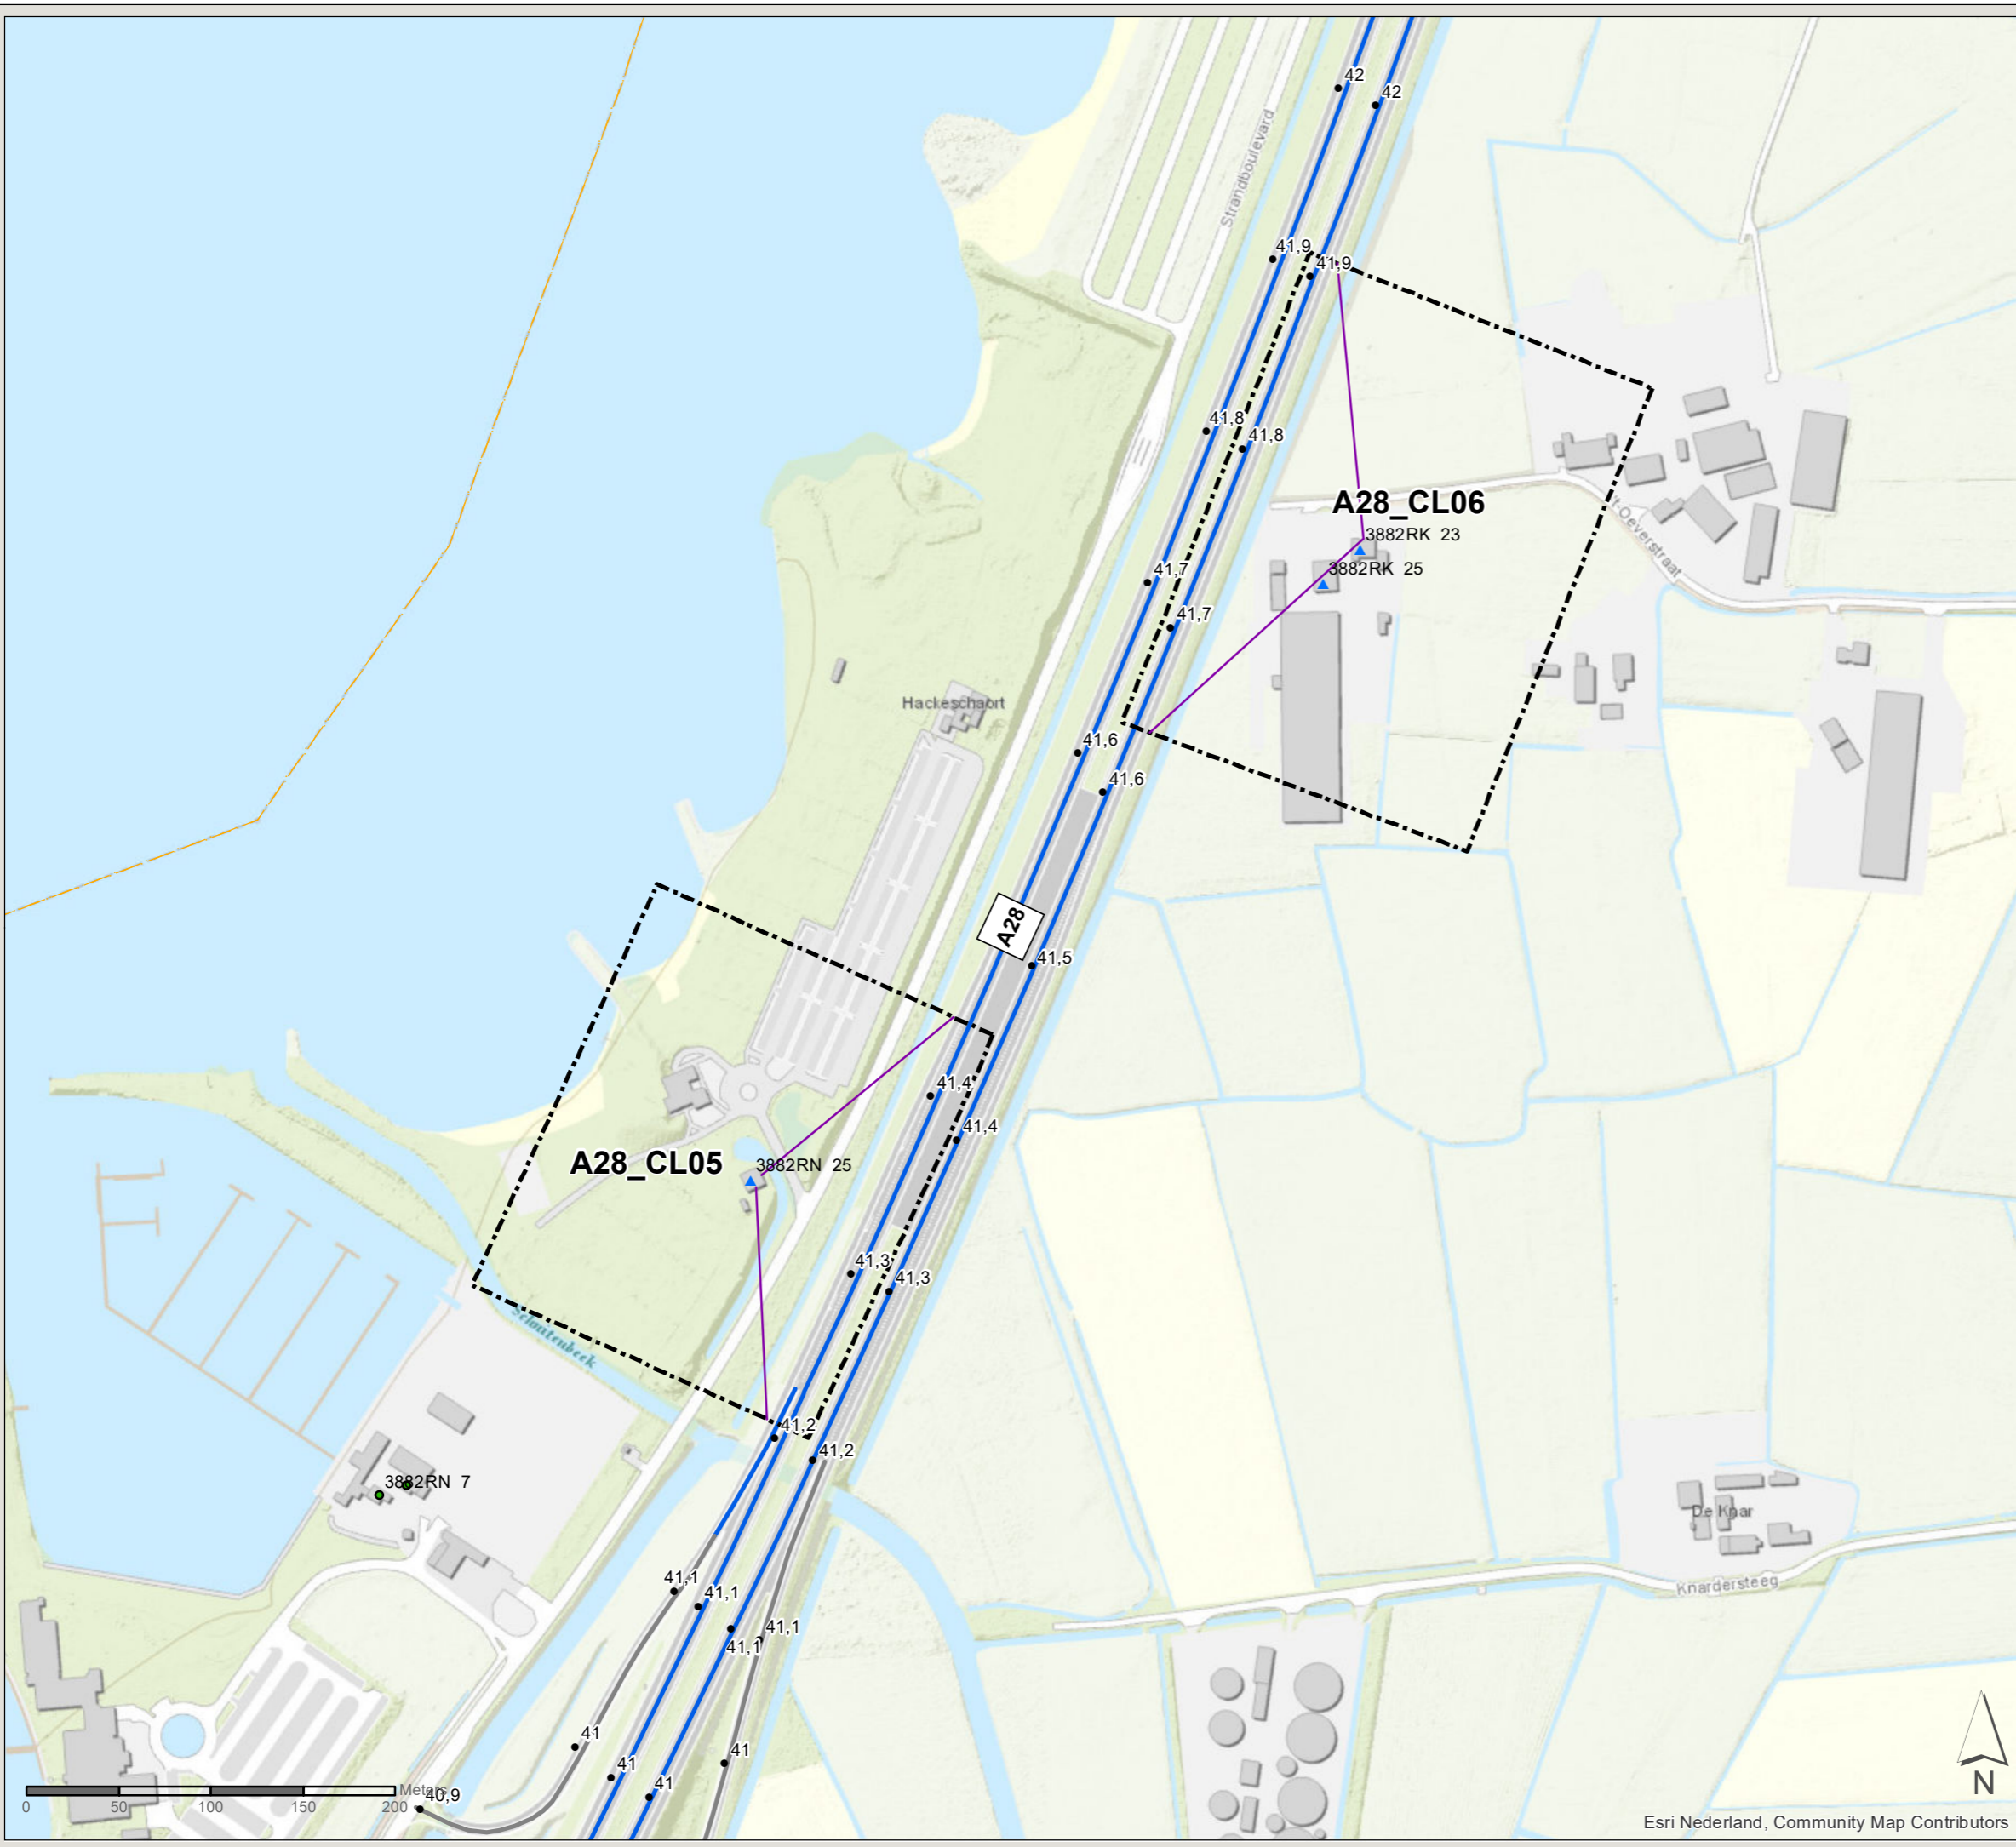 42
42
Strandboulevard
41,9
41,9
41,8
41,8
A28_CL06
3882RK 23
't Oeverstraat
3882RK 25
41,7
41,7
Hackeschaort
41,6
41,6
A28
41,5
41,4
41,4
A28_CL05
3882RN 25
41,3
41,3
Schuitenbeek
41,2
41,2
3882RN 7
De Knar
Knardersteeg
41,1
41,1
41,1
41,1
41
41
41
41
Meters
40,9
0 50 100 150 200
N
Esri Nederland, Community Map Contributors